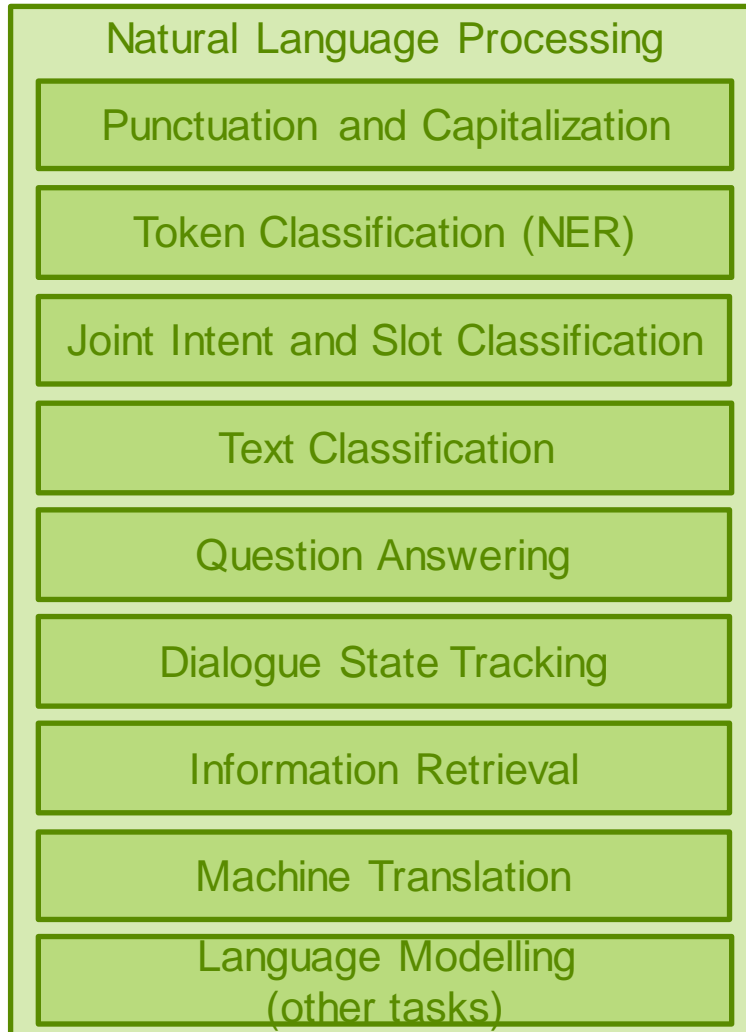 Natural Language Processing
Punctuation and Capitalization
Token Classification (NER)
Joint Intent and Slot Classification
Text Classification
Question Answering
Dialogue State Tracking
Information Retrieval
Machine Translation
Language Modelling
(other tasks)